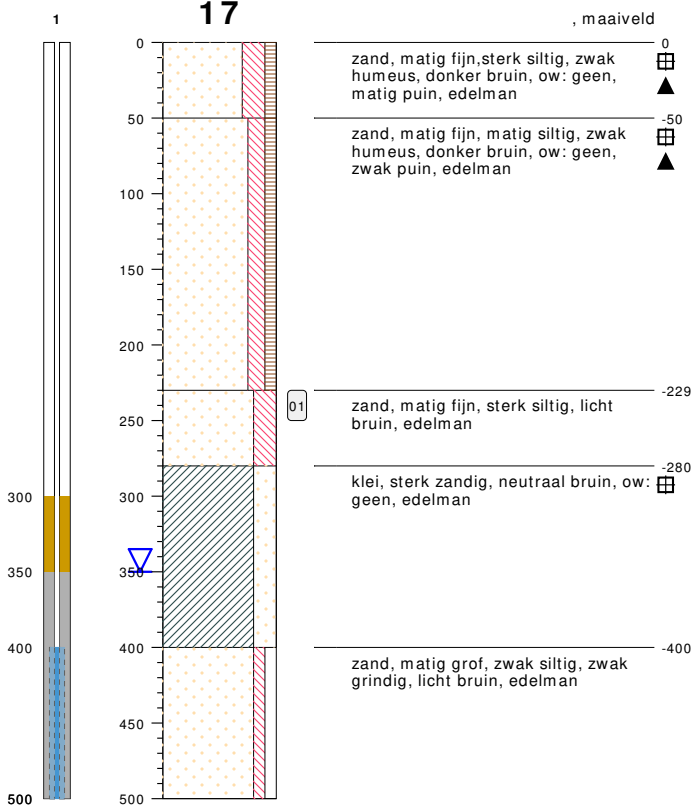 1
17
, maaiveld
0
0
zand, matig fijn,sterk siltig, zwak
humeus, donker bruin, ow: geen,
matig puin, edelman
50
-50
zand, matig fijn, matig siltig, zwak
humeus, donker bruin, ow: geen,
zwak puin, edelman
100
150
200
-229
01
zand, matig fijn, sterk siltig, licht
bruin, edelman
250
-280
klei, sterk zandig, neutraal bruin, ow:
geen, edelman
300
300
350
350
400
400
-400
zand, matig grof, zwak siltig, zwak
grindig, licht bruin, edelman
450
500
500